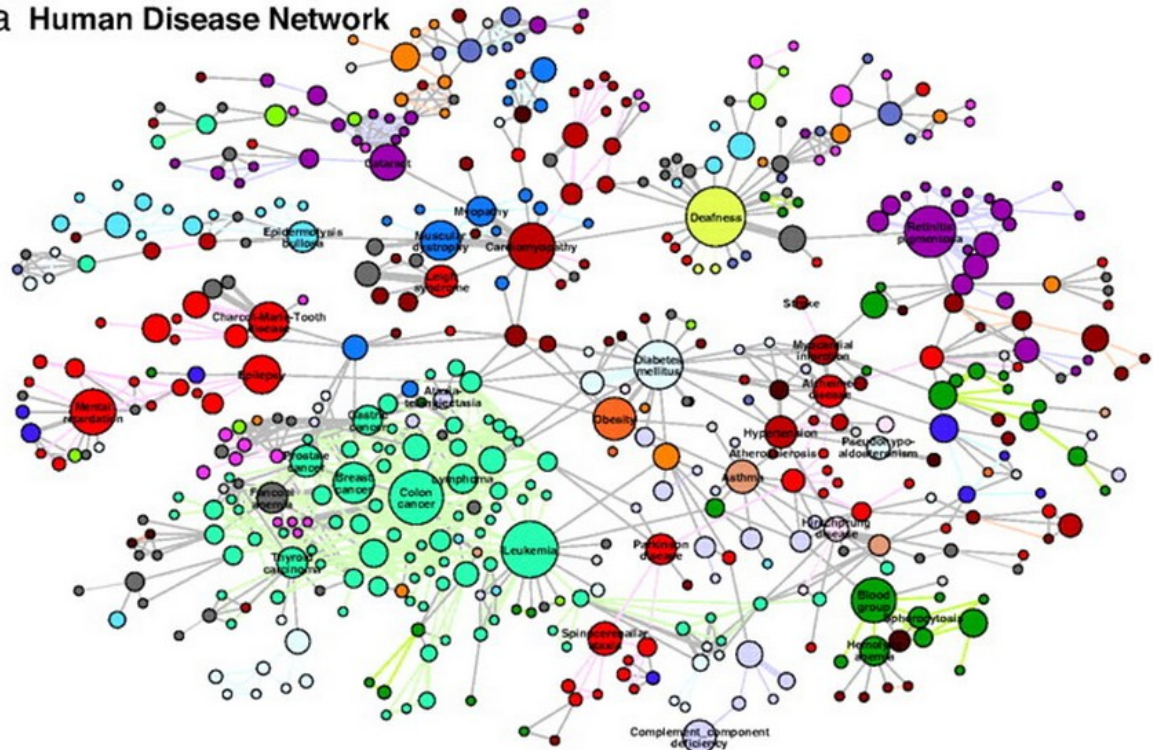 a Human Disease Network
Cataract
Myopathy
Muscular
dystrophy
Cardiomyopathy
Leigh
syndrome
Epidermolysis
bullosa
Deafness
Retinitis
pigmentosa
Charcot-Marie-Tooth
disease
Epilepsy
Mental
retardation
Stroke
Myocardial
infarction
Diabetes
mellitus
Alzheimer
disease
Ataxia-
telangiectasia
Gastric
cancer
Obesity
Hypertension
Atherosclerosis
Pseudohypo-
aldosteronism
Prostate
cancer
Breast
cancer
Lymphoma
Colon
cancer
Fanconi
anemia
Asthma
Hirschprung
disease
Thyroid
carcinoma
Leukemia
Parkinson
disease
Blood
group
Spherocytosis
Hemolytic
anemia
Spinocerebellar
ataxia
Complement_component
deficiency